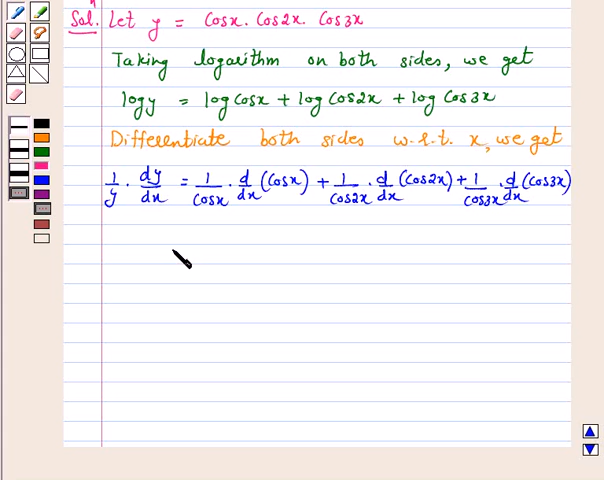 Sol. Let y = Cosx. Cos2x. Cos3x
Taking logarithm on both sides, we get
logy = log Cosx + log Cos2x + log Cos3x
Differentiate both sides w.r.t. x, we get
1/y . dy/dx = 1/Cosx . d/dx (Cosx) + 1/Cos2x . d/dx (Cos2x) + 1/Cos3x . d/dx (Cos3x)